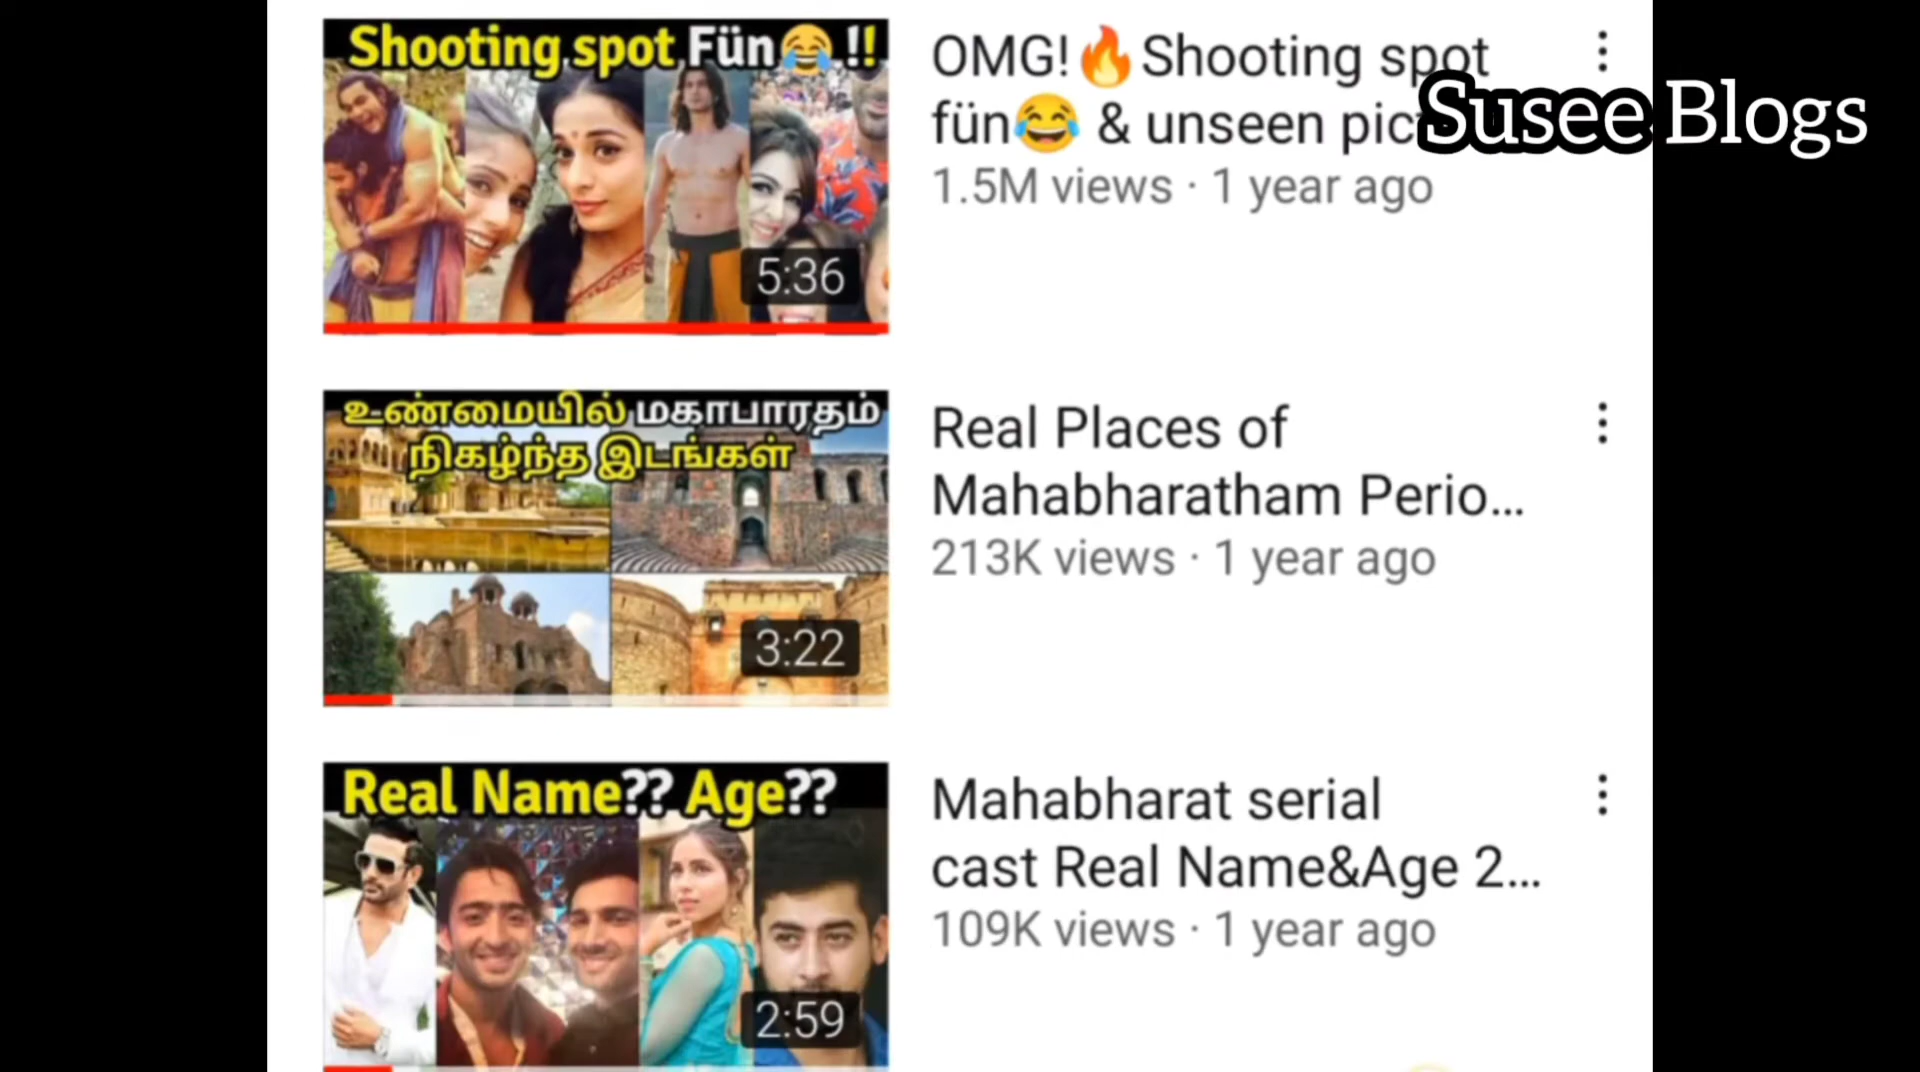 Shooting spot Fün😂!!
5:36
OMG!🔥Shooting spot
fün😂 & unseen pic
1.5M views · 1 year ago
Susee Blogs
உண்மையில் மகாபாரதம்
நிகழ்ந்த இடங்கள்
3:22
Real Places of
Mahabharatham Perio...
213K views · 1 year ago
Real Name?? Age??
2:59
Mahabharat serial
cast Real Name&Age 2...
109K views · 1 year ago